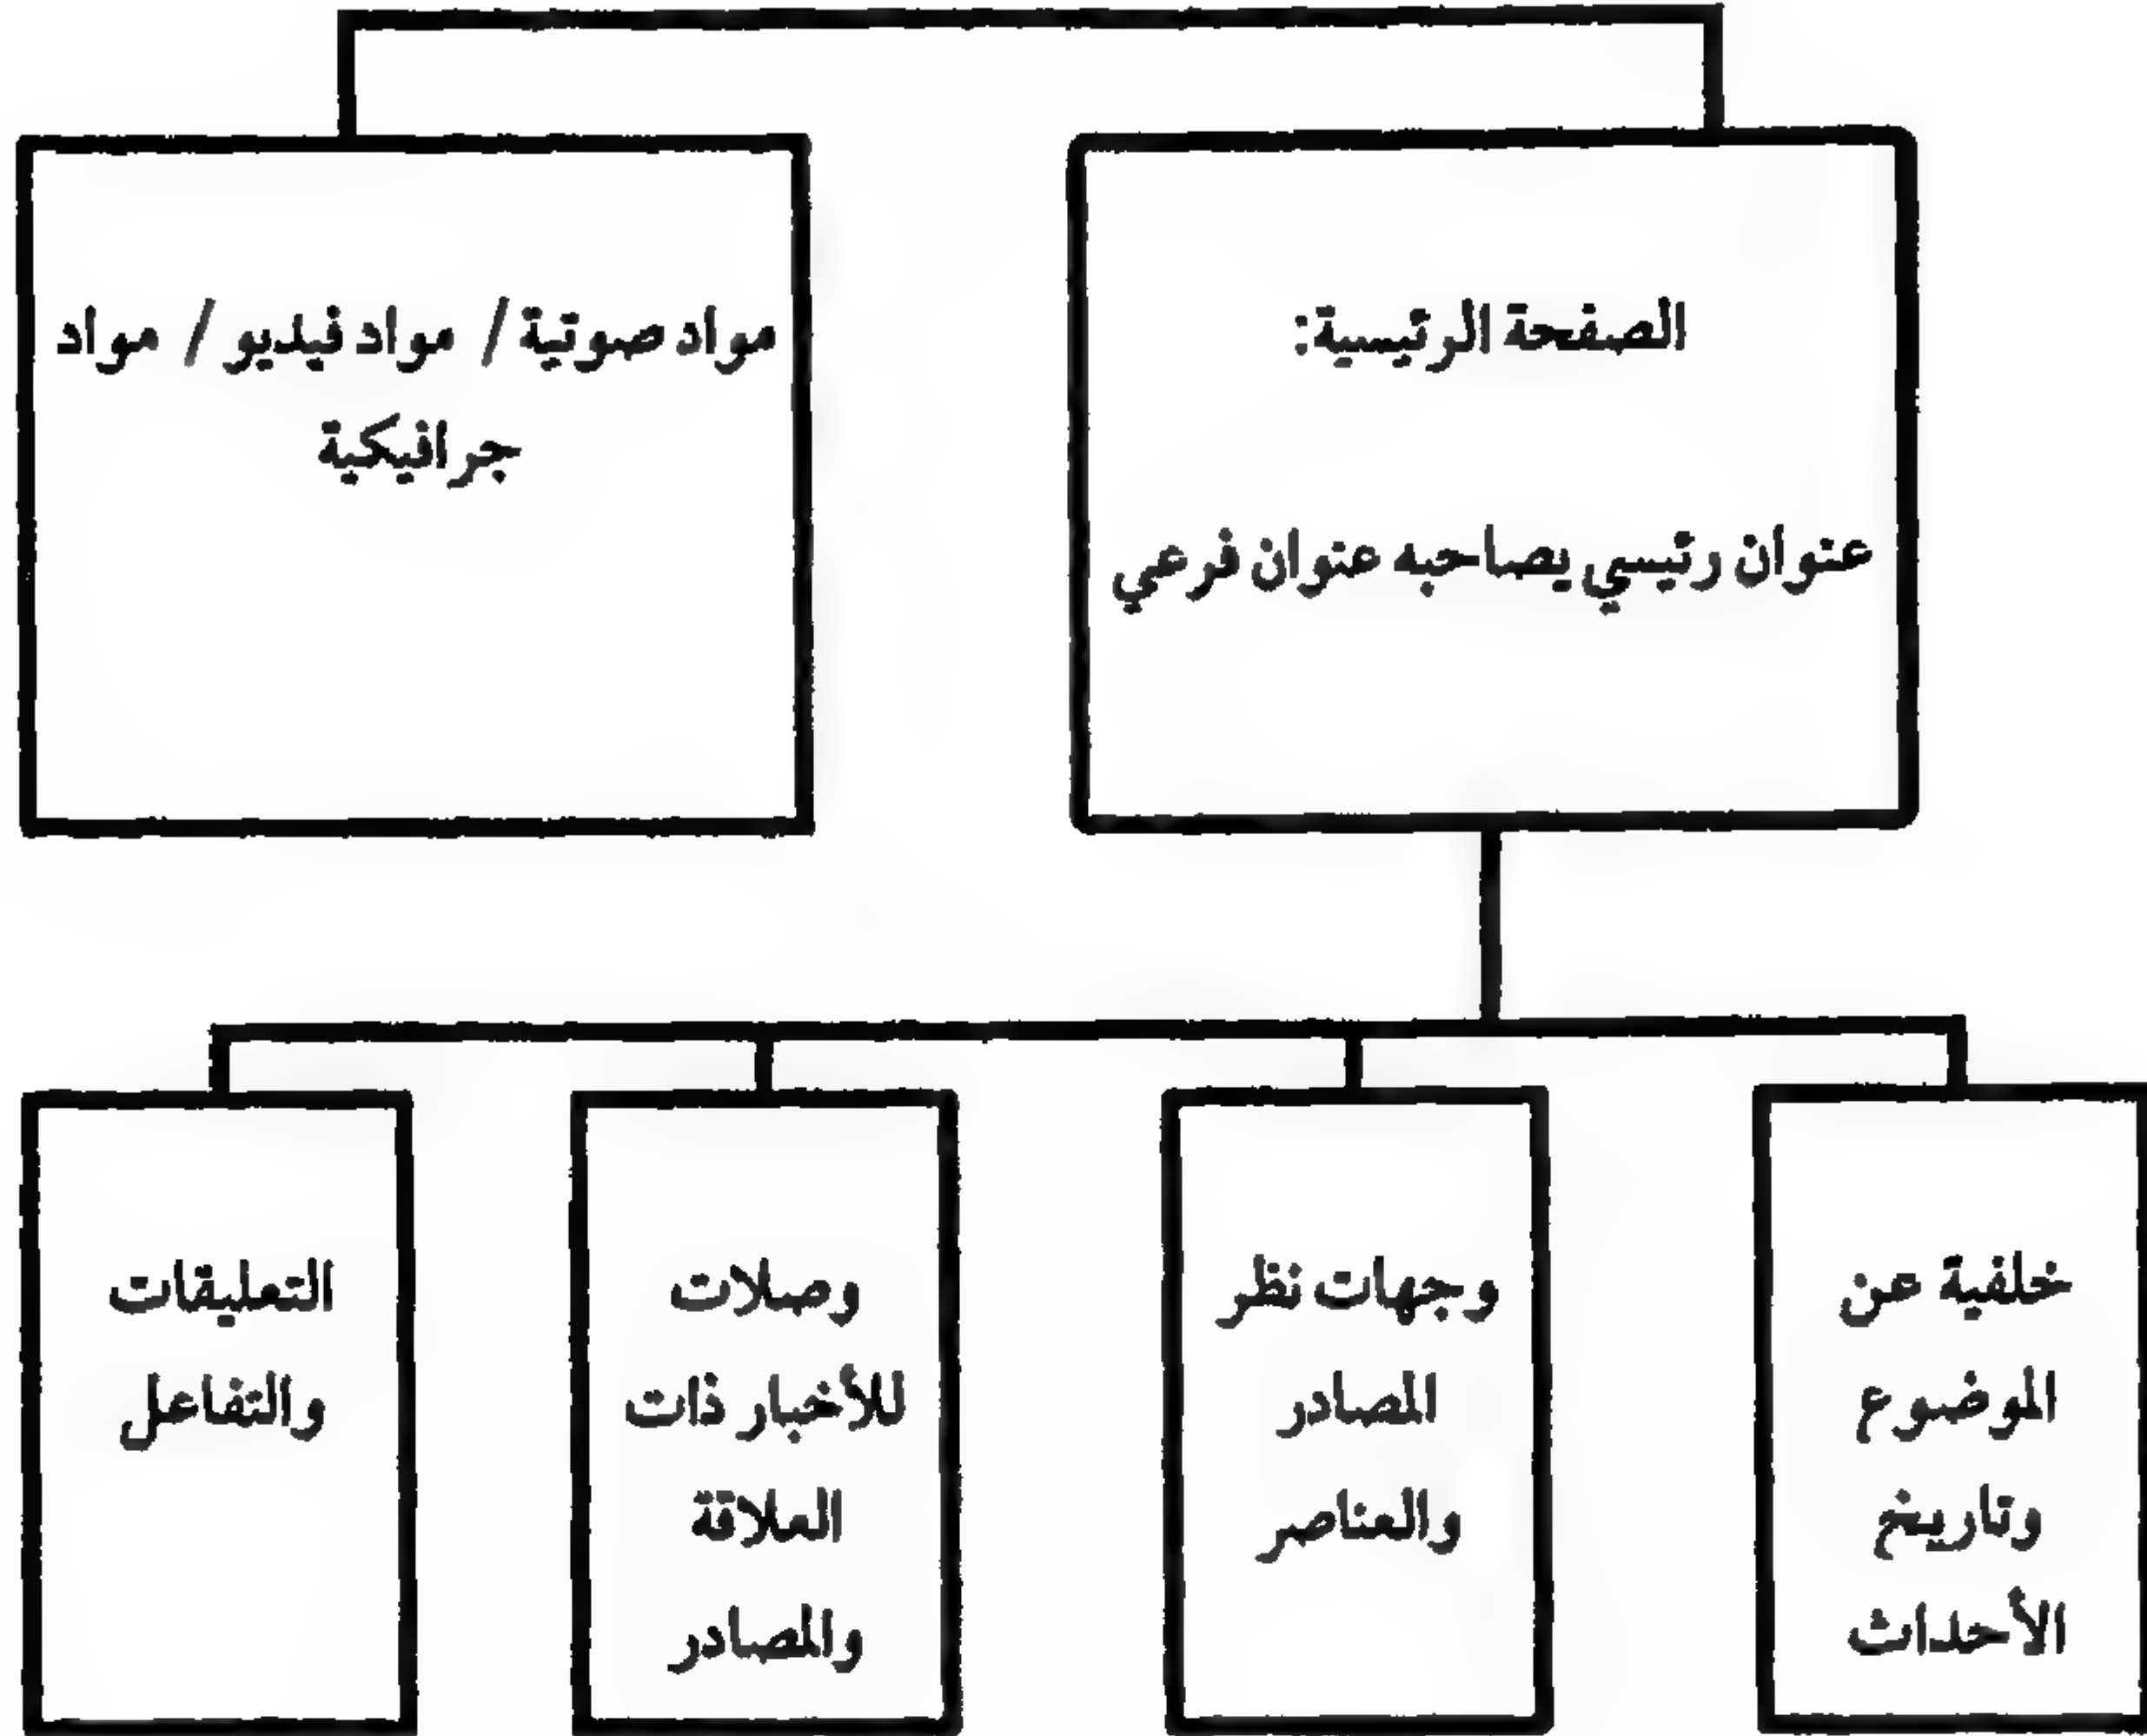 الصفحة الرئيسية:
عنوان رئيسي يصاحبه عنوان فرعي
مواد صوتية / مواد فيديو / مواد
جرافيكية
خلفية عن
الموضوع
وتاريخ
الأحداث
وجهات نظر
المصادر
والعناصر
وصلات
للأخبار ذات
العلاقة
والمصادر
التعليقات
والتفاعل